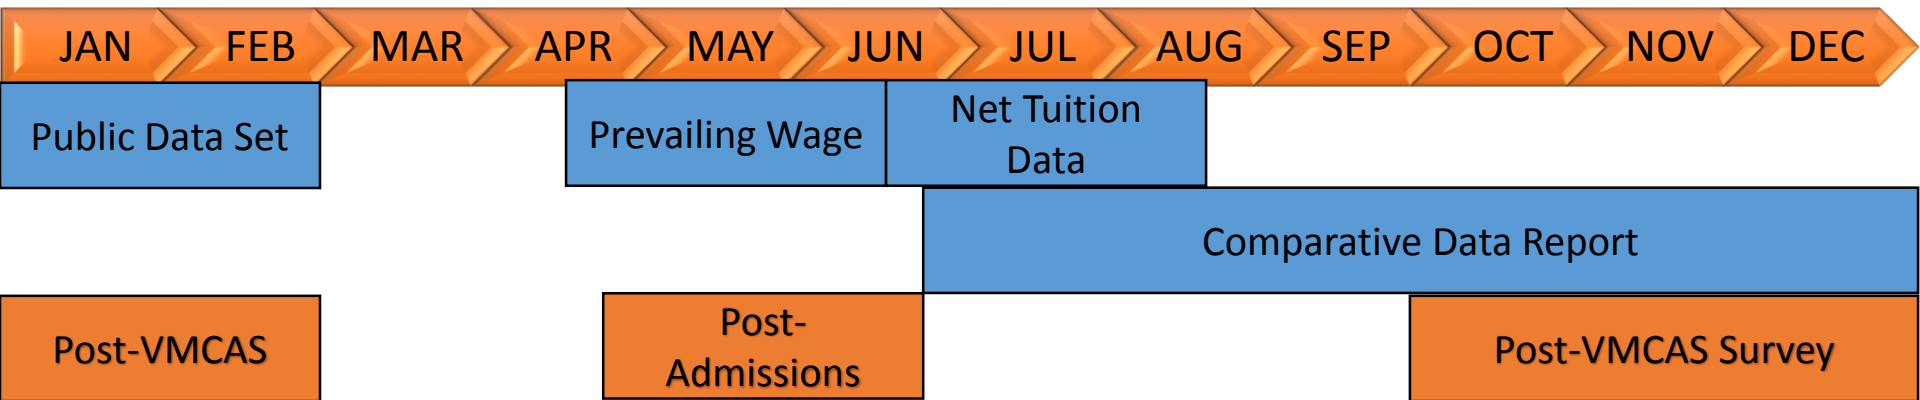 JAN FEB MAR APR MAY JUN JUL AUG SEP OCT NOV DEC
Public Data Set
Prevailing Wage
Net Tuition
Data
Comparative Data Report
Post-VMCAS
Post-
Admissions
Post-VMCAS Survey